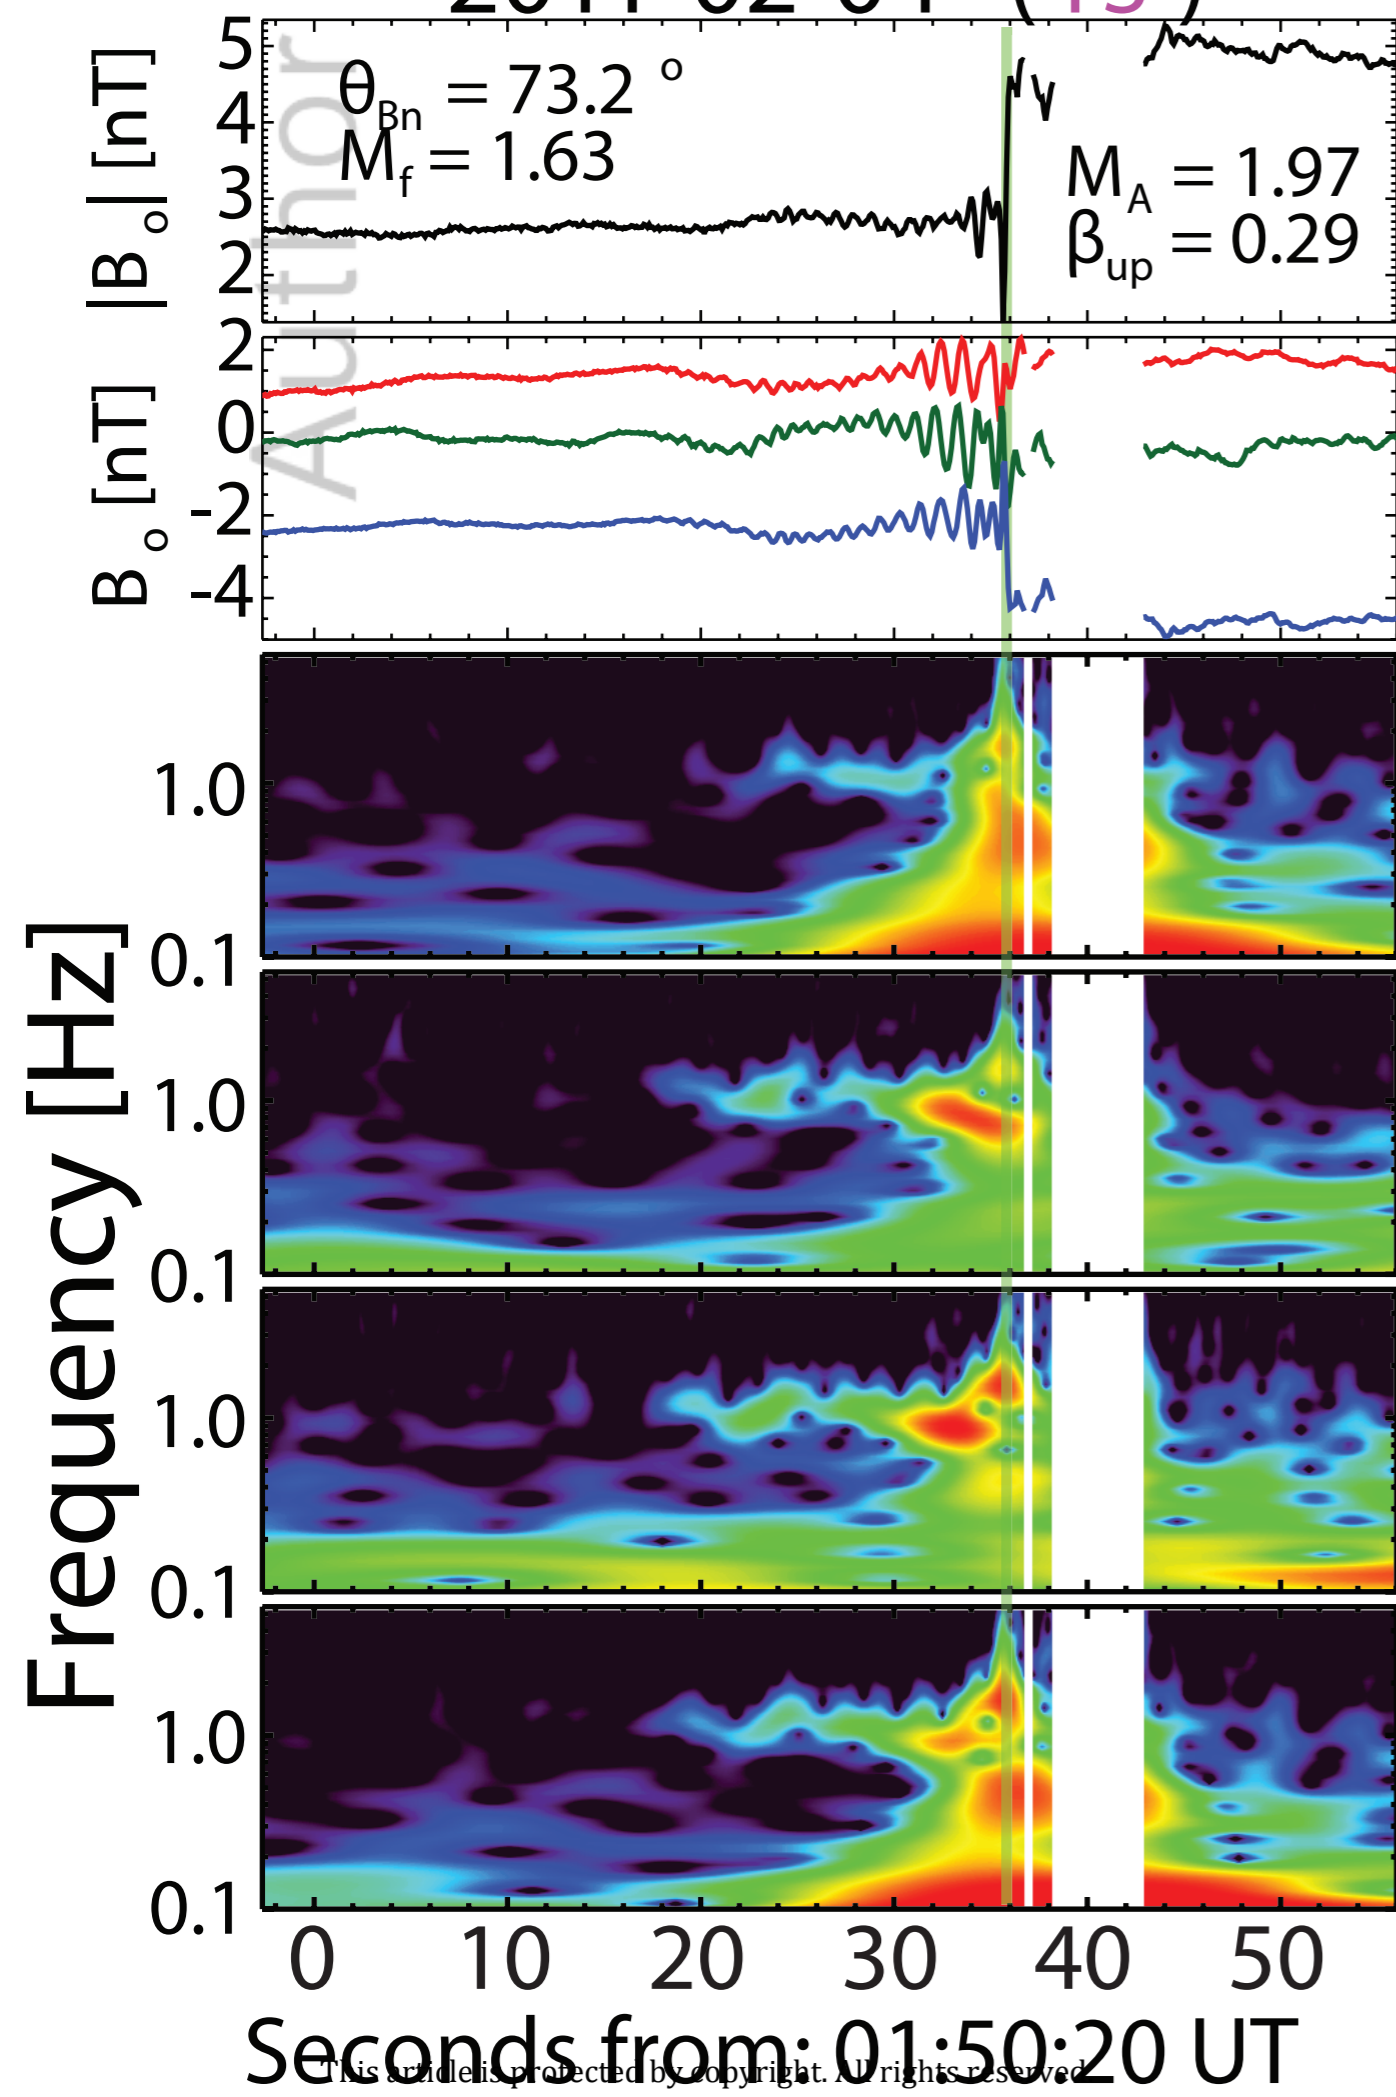 5
4
3
2
|B o| [nT]
θBn = 73.2 °
Mf = 1.63
MA = 1.97
βup = 0.29
Author
2
0
-2
-4
Bo [nT]
1.0
0.1
1.0
0.1
1.0
0.1
1.0
0.1
Frequency [Hz]
0 10 20 30 40 50
Seconds from: 01:50:20 UT
This article is protected by copyright. All rights reserved.